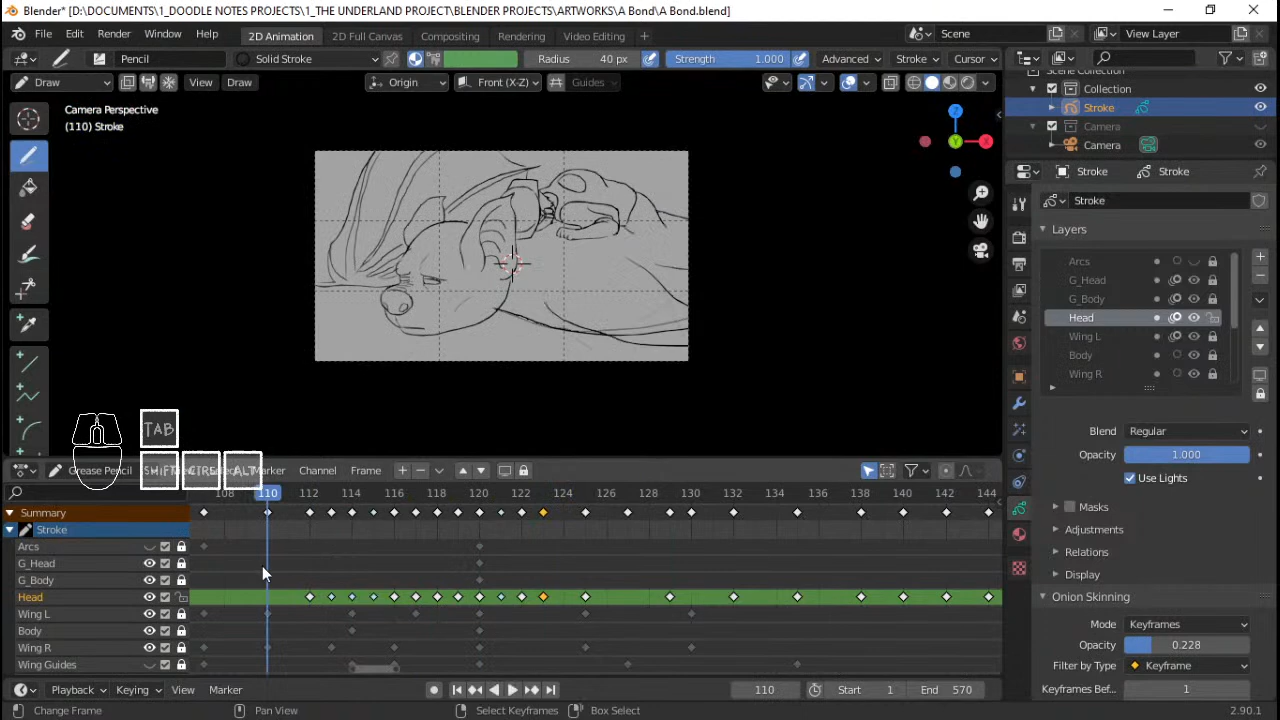 Blender* [D:\DOCUMENTS\1_DOODLE NOTES PROJECTS\1_THE UNDERLAND PROJECT\BLENDER PROJECTS\ARTWORKS\A Bond\A Bond.blend]
File Edit Render Window Help 2D Animation 2D Full Canvas Compositing Rendering Video Editing + Scene View Layer
Pencil Solid Stroke Radius 40 px Strength 1.000 Advanced Stroke Cursor
Scene Collection
Draw View Draw Origin Front (X-Z) Guides
Collection
Stroke
Camera
Camera
Camera Perspective
(110) Stroke
Z
Y
X
Stroke Stroke
Stroke
Layers
Arcs
G_Head
G_Body
Head
Wing L
Body
Wing R
Blend Regular
Opacity 1.000
Use Lights
Masks
Adjustments
Relations
Display
Onion Skinning
Mode Keyframes
Opacity 0.228
Filter by Type Keyframe
Keyframes Bef... 1
TAB
SHIFT CTRL ALT
Grease Pencil View Select Marker Channel Frame
108 110 112 114 116 118 120 122 124 126 128 130 132 134 136 138 140 142 144
Summary
Stroke
Arcs
G_Head
G_Body
Head
Wing L
Body
Wing R
Wing Guides
Playback Keying View Marker 110 Start 1 End 570
Change Frame Pan View Select Keyframes Box Select 2.90.1